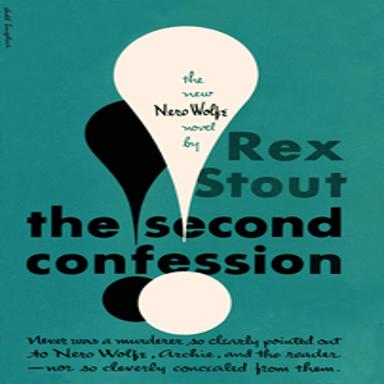 the
new
Nero Wolfe
novel
by
Rex
Stout
the second
confession
Never was a murderer so clearly pointed out
to Nero Wolfe, Archie, and the reader
—nor so cleverly concealed from them.